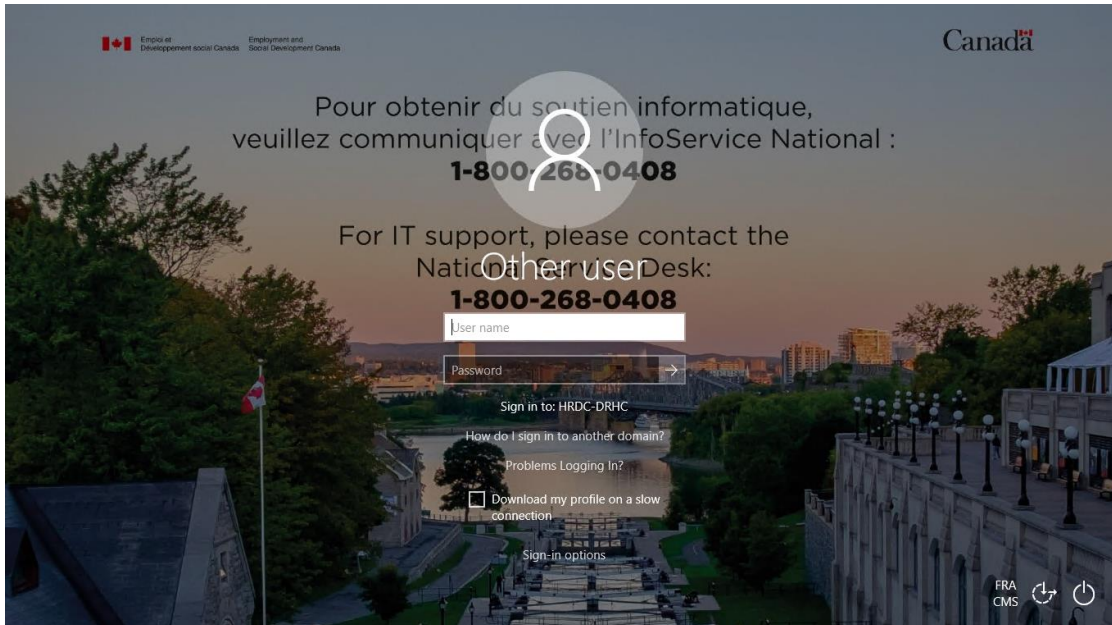 Emploi et
Développement social Canada
Employment and
Social Development Canada
Canada
Pour obtenir du soutien informatique,
veuillez communiquer avec l'InfoService National :
1-800-268-0408
For IT support, please contact the
National Service Desk:
Other user
1-800-268-0408
User name
Password
Sign in to: HRDC-DRHC
How do I sign in to another domain?
Problems Logging In?
Download my profile on a slow
connection
Sign-in options
FRA
CMS